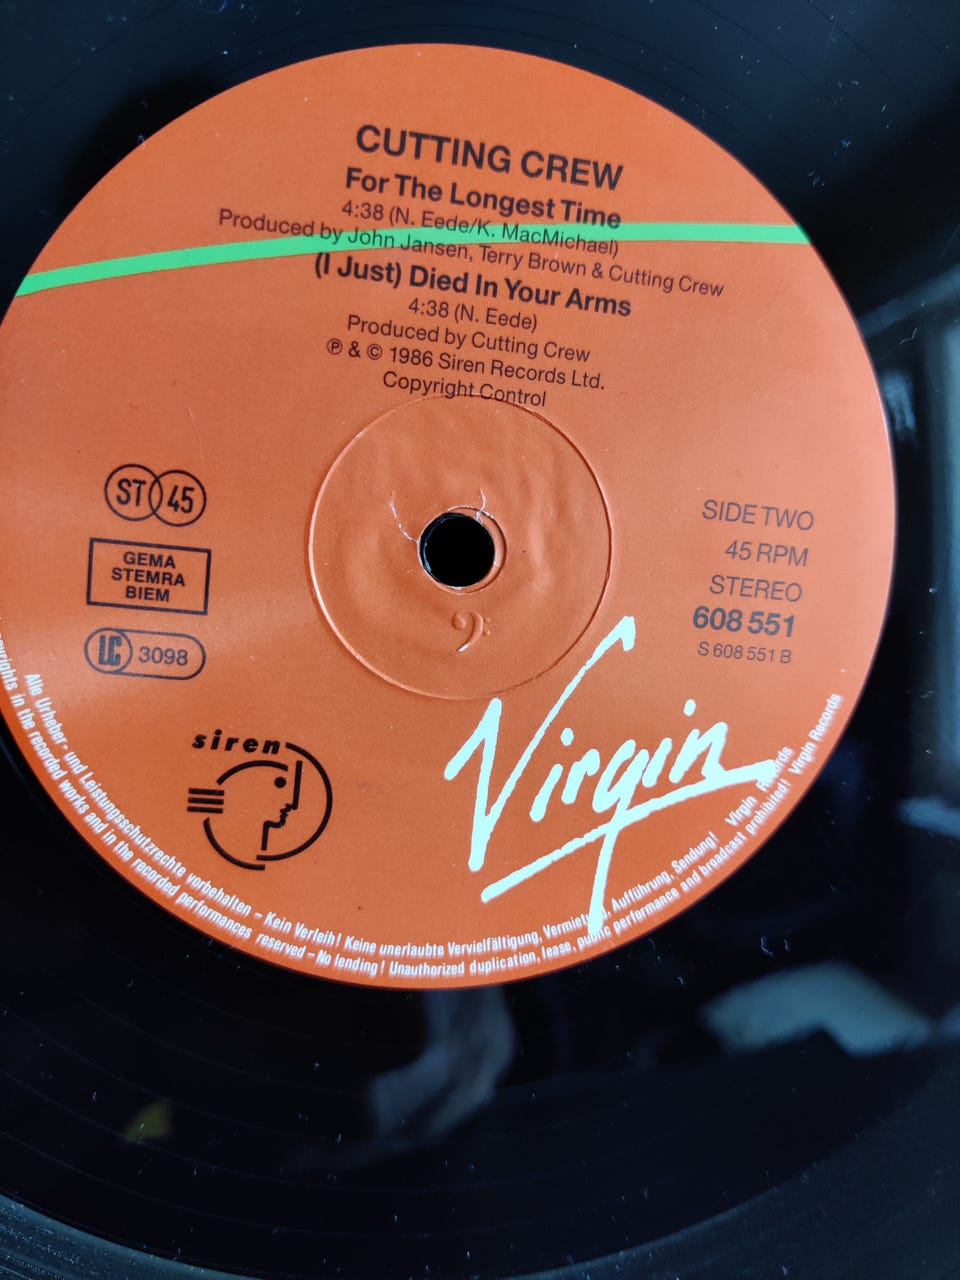 CUTTING CREW
For The Longest Time
4:38 (N. Eede/K. MacMichael)
Produced by John Jansen, Terry Brown & Cutting Crew
(I Just) Died In Your Arms
4:38 (N. Eede)
Produced by Cutting Crew
℗ & © 1986 Siren Records Ltd.
Copyright Control
ST 45
GEMA
STEMRA
BIEM
LC 3098
SIDE TWO
45 RPM
STEREO
608 551
S 608 551 B
siren
Virgin
Alle Urheber- und Leistungsschutzrechte vorbehalten – Kein Verleih! Keine unerlaubte Vervielfältigung, Vermietung, Aufführung, Sendung! Virgin Records
in the recorded works and in the recorded performances reserved – No lending! Unauthorized duplication, lease, public performance and broadcast prohibited! Virgin Records